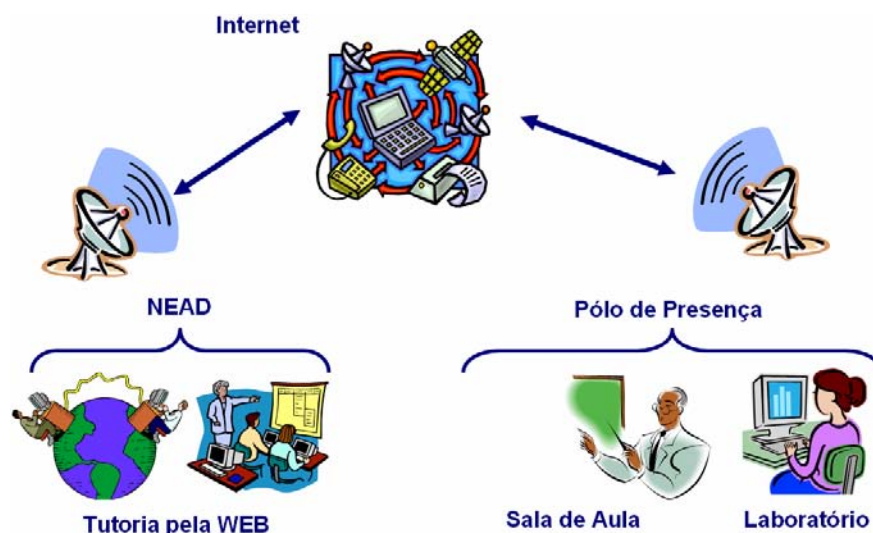 Internet
NEAD
Pólo de Presença
Tutoria pela WEB
Sala de Aula
Laboratório